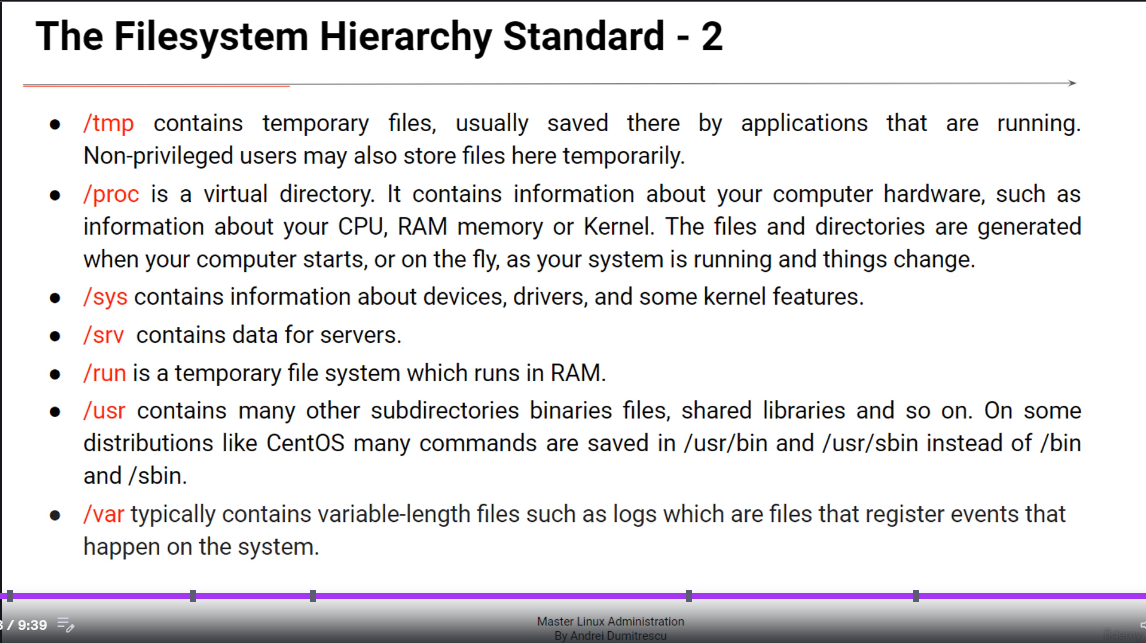 The Filesystem Hierarchy Standard - 2
● /tmp contains temporary files, usually saved there by applications that are running.
Non-privileged users may also store files here temporarily.
● /proc is a virtual directory. It contains information about your computer hardware, such as
information about your CPU, RAM memory or Kernel. The files and directories are generated
when your computer starts, or on the fly, as your system is running and things change.
● /sys contains information about devices, drivers, and some kernel features.
● /srv contains data for servers.
● /run is a temporary file system which runs in RAM.
● /usr contains many other subdirectories binaries files, shared libraries and so on. On some
distributions like CentOS many commands are saved in /usr/bin and /usr/sbin instead of /bin
and /sbin.
● /var typically contains variable-length files such as logs which are files that register events that
happen on the system.
/ 9:39
Master Linux Administration
By Andrei Dumitrescu